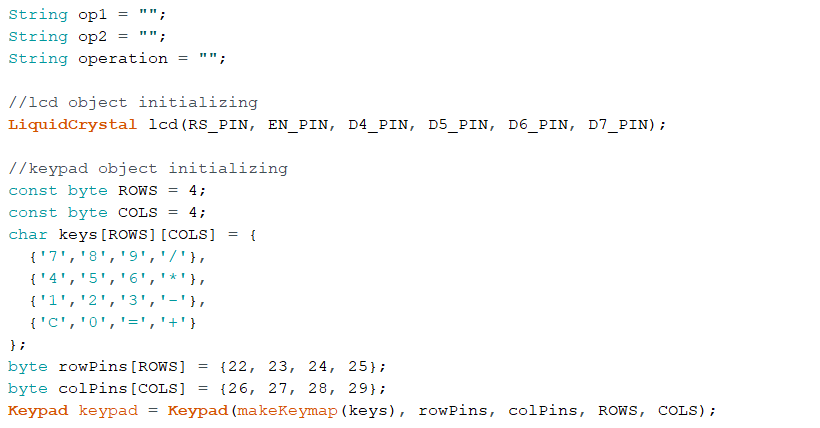 String op1 = "";
String op2 = "";
String operation = "";

//lcd object initializing
LiquidCrystal lcd(RS_PIN, EN_PIN, D4_PIN, D5_PIN, D6_PIN, D7_PIN);

//keypad object initializing
const byte ROWS = 4;
const byte COLS = 4;
char keys[ROWS][COLS] = {
  {'7','8','9','/'},
  {'4','5','6','*'},
  {'1','2','3','-'},
  {'C','0','=','+'}
};
byte rowPins[ROWS] = {22, 23, 24, 25};
byte colPins[COLS] = {26, 27, 28, 29};
Keypad keypad = Keypad(makeKeymap(keys), rowPins, colPins, ROWS, COLS);